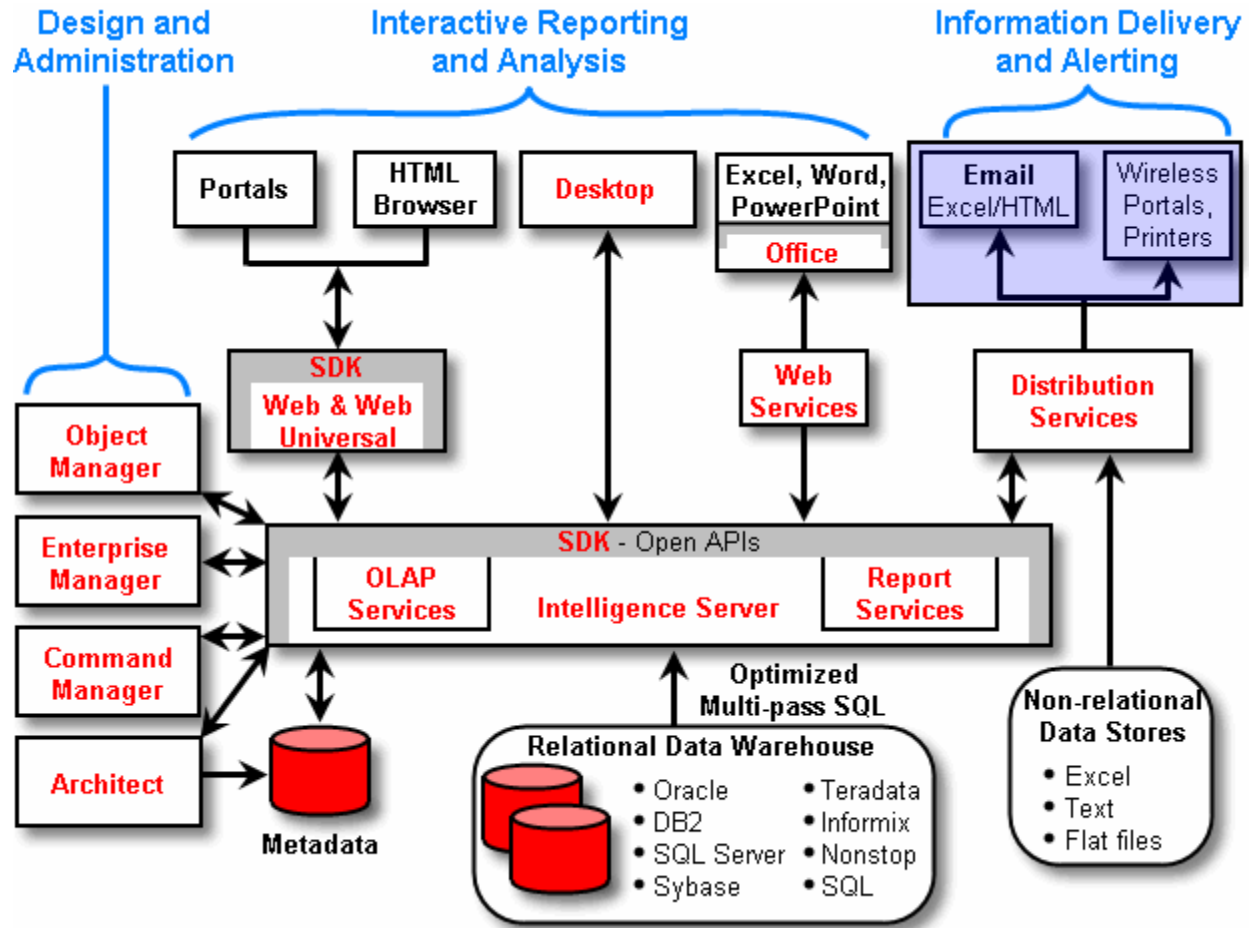 Design and
Administration
Interactive Reporting
and Analysis
Information Delivery
and Alerting
Portals
HTML
Browser
Desktop
Excel, Word,
PowerPoint
Office
Email
Excel/HTML
Wireless
Portals,
Printers
SDK
Web & Web
Universal
Web
Services
Distribution
Services
Object
Manager
Enterprise
Manager
Command
Manager
Architect
SDK - Open APIs
OLAP
Services
Intelligence Server
Report
Services
Metadata
Optimized
Multi-pass SQL
Relational Data Warehouse
• Oracle
• DB2
• SQL Server
• Sybase
• Teradata
• Informix
• Nonstop
• SQL
Non-relational
Data Stores
• Excel
• Text
• Flat files